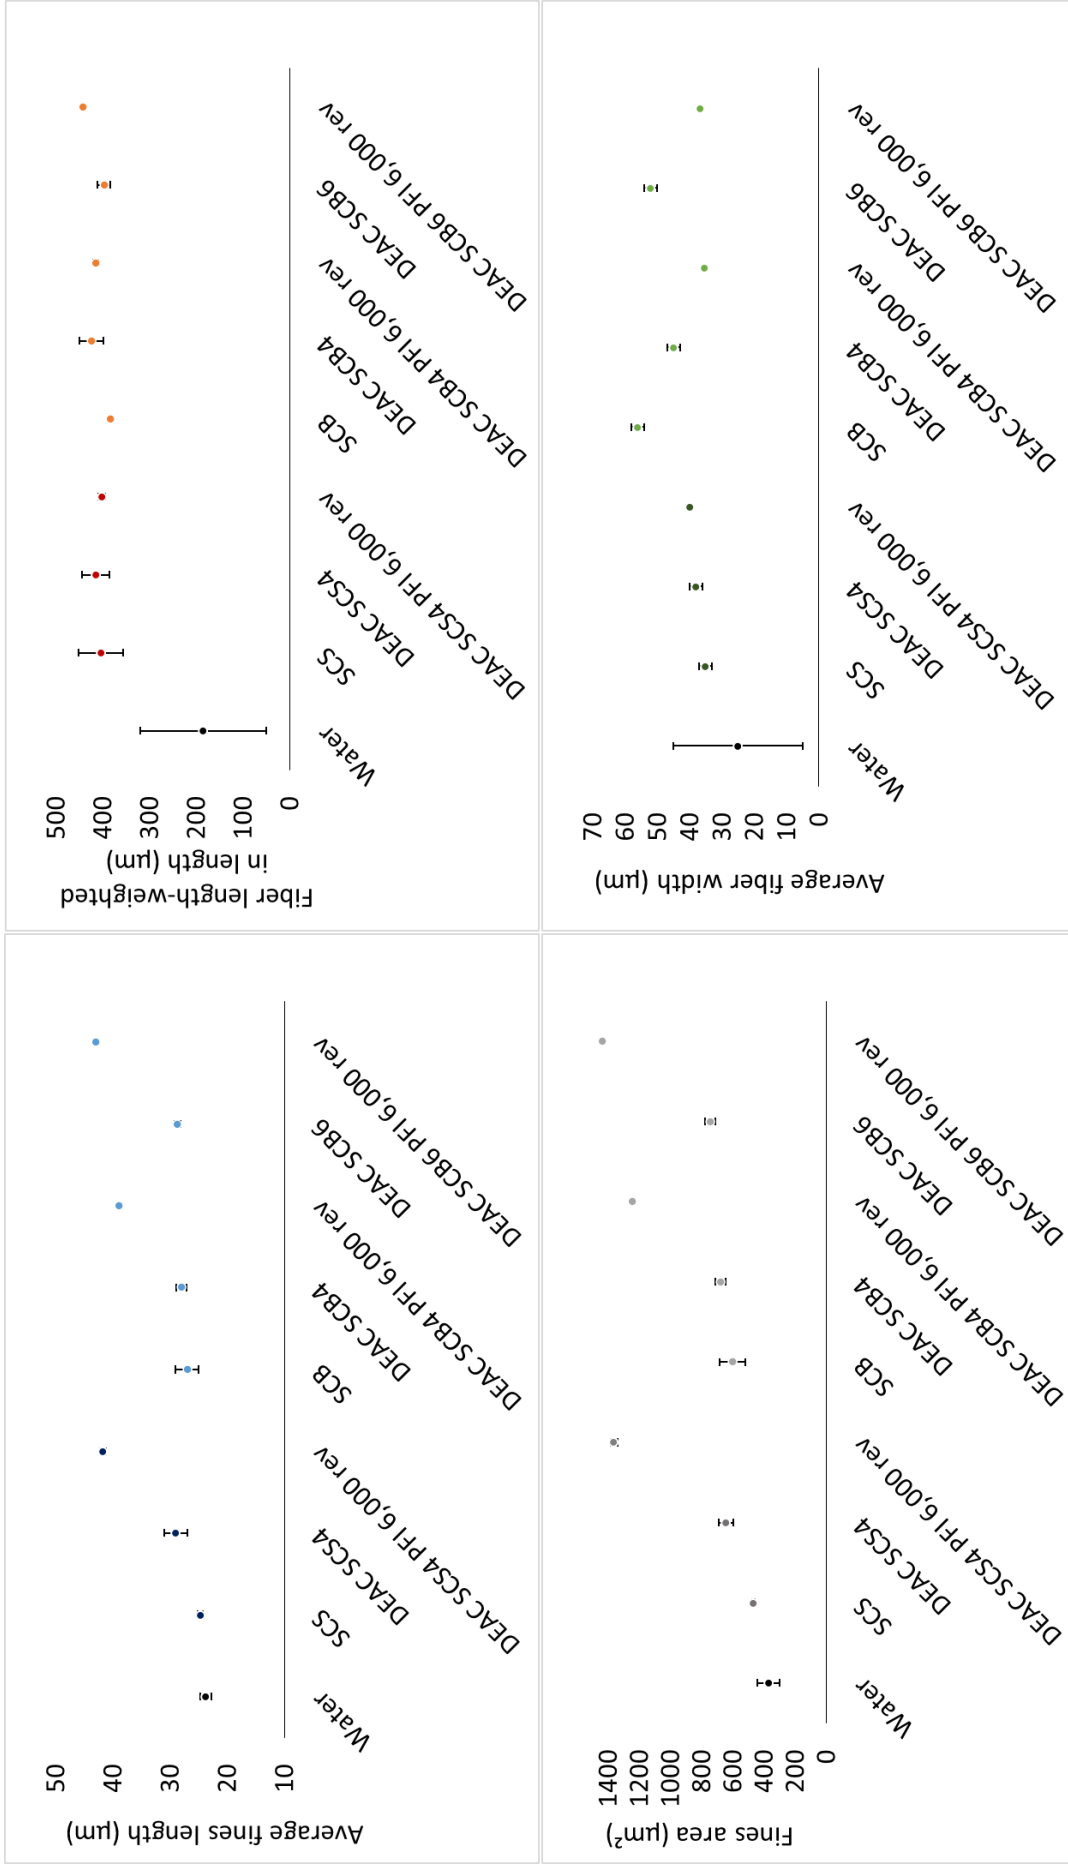 Average fines length
(µm)
50
40
30
20
10
Water
SCS
DEAC SCS4
DEAC SCS4 PFI 6,000 rev
SCB
DEAC SCB4
DEAC SCB4 PFI 6,000 rev
DEAC SCB6
DEAC SCB6 PFI 6,000 rev
Fiber length-weighted
in length (µm)
500
400
300
200
100
0
Water
SCS
DEAC SCS4
DEAC SCS4 PFI 6,000 rev
SCB
DEAC SCB4
DEAC SCB4 PFI 6,000 rev
DEAC SCB6
DEAC SCB6 PFI 6,000 rev
Fines area (µm²)
1400
1200
1000
800
600
400
200
0
Water
SCS
DEAC SCS4
DEAC SCS4 PFI 6,000 rev
SCB
DEAC SCB4
DEAC SCB4 PFI 6,000 rev
DEAC SCB6
DEAC SCB6 PFI 6,000 rev
Average fiber width (µm)
70
60
50
40
30
20
10
0
Water
SCS
DEAC SCS4
DEAC SCS4 PFI 6,000 rev
SCB
DEAC SCB4
DEAC SCB4 PFI 6,000 rev
DEAC SCB6
DEAC SCB6 PFI 6,000 rev